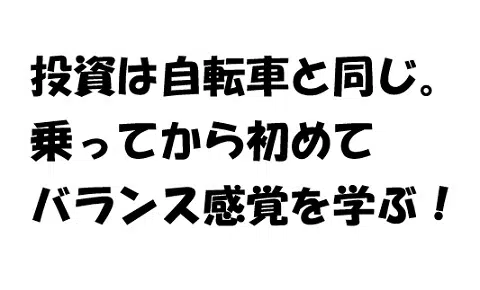 投資は自転車と同じ。
乗ってから初めて
バランス感覚を学ぶ！